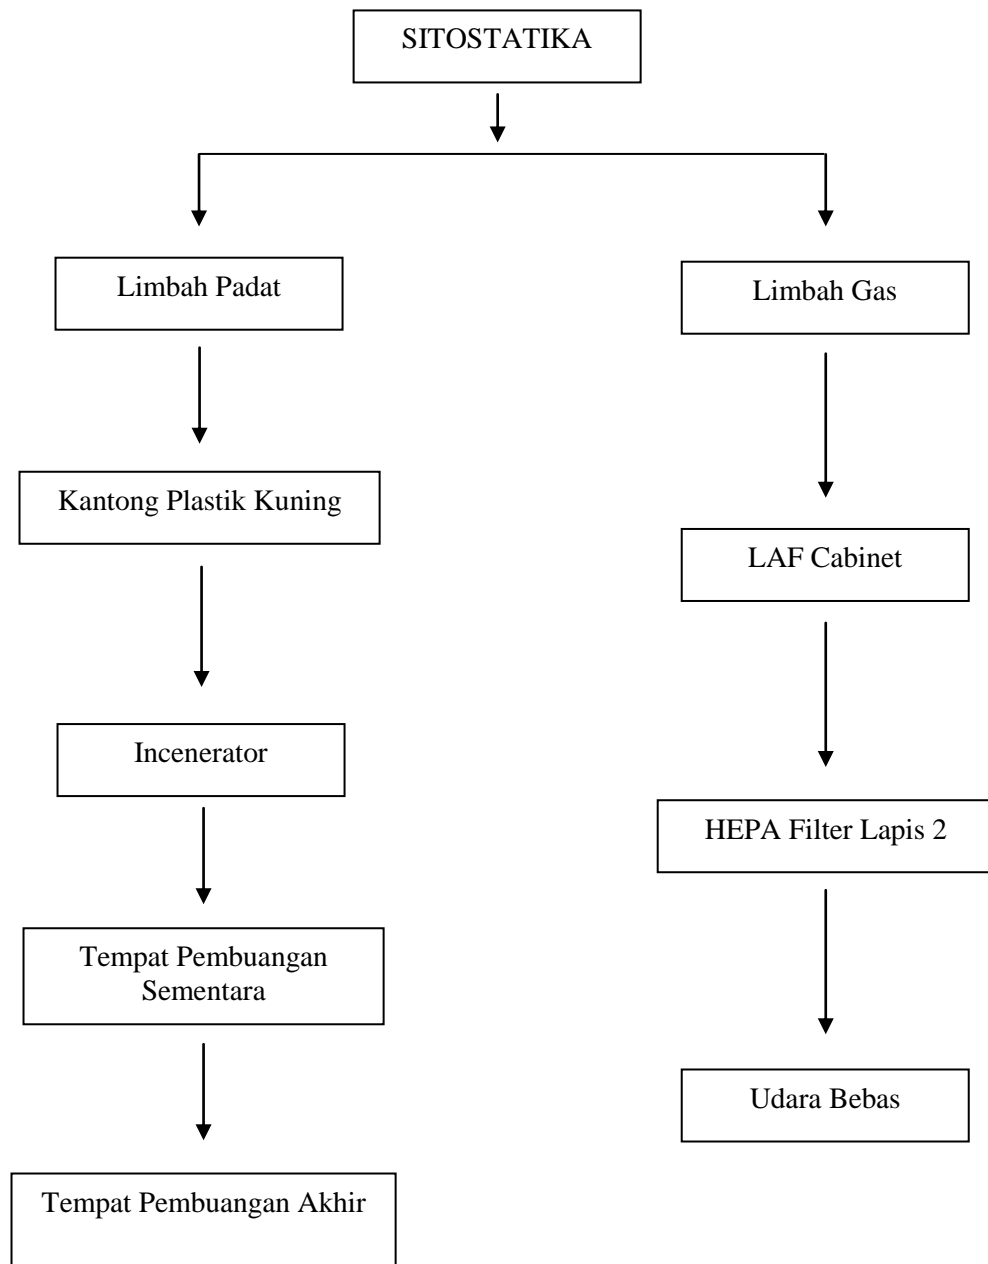 SITOSTATIKA
Limbah Padat
Limbah Gas
Kantong Plastik Kuning
LAF Cabinet
Incenerator
HEPA Filter Lapis 2
Tempat Pembuangan
Sementara
Udara Bebas
Tempat Pembuangan Akhir